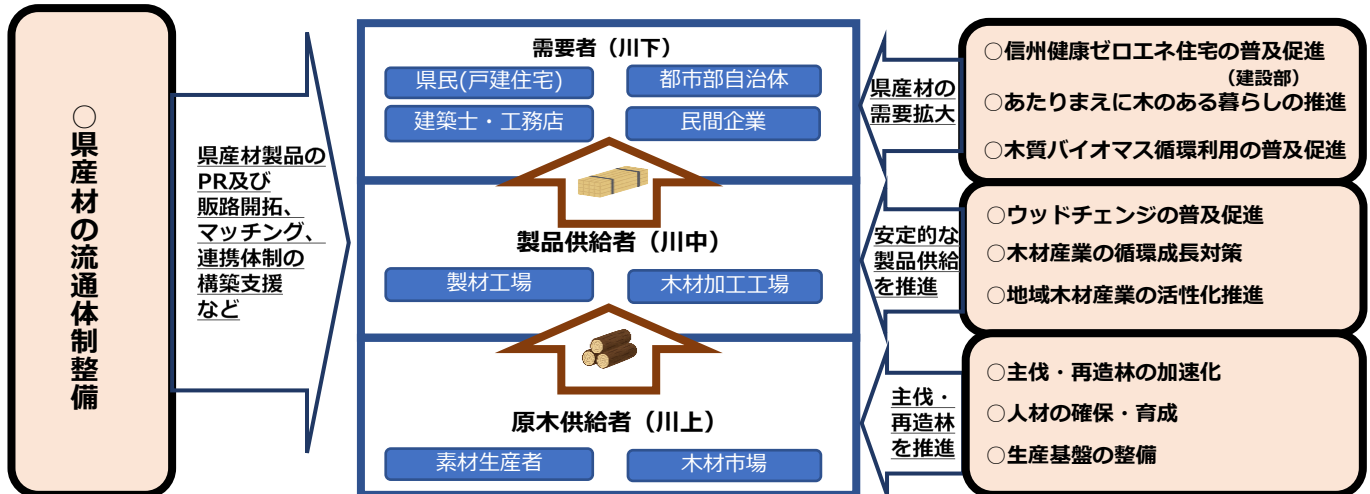 ○県産材の流通体制整備
県産材製品の
PR及び
販路開拓、
マッチング、
連携体制の
構築支援
など
需要者（川下）
県民(戸建住宅)
都市部自治体
建築士・工務店
民間企業
製品供給者（川中）
製材工場
木材加工工場
原木供給者（川上）
素材生産者
木材市場
県産材の
需要拡大
○信州健康ゼロエネ住宅の普及促進
（建設部）
○あたりまえに木のある暮らしの推進
○木質バイオマス循環利用の普及促進
安定的な
製品供給
を推進
○ウッドチェンジの普及促進
○木材産業の循環成長対策
○地域木材産業の活性化推進
主伐・
再造林
を推進
○主伐・再造林の加速化
○人材の確保・育成
○生産基盤の整備